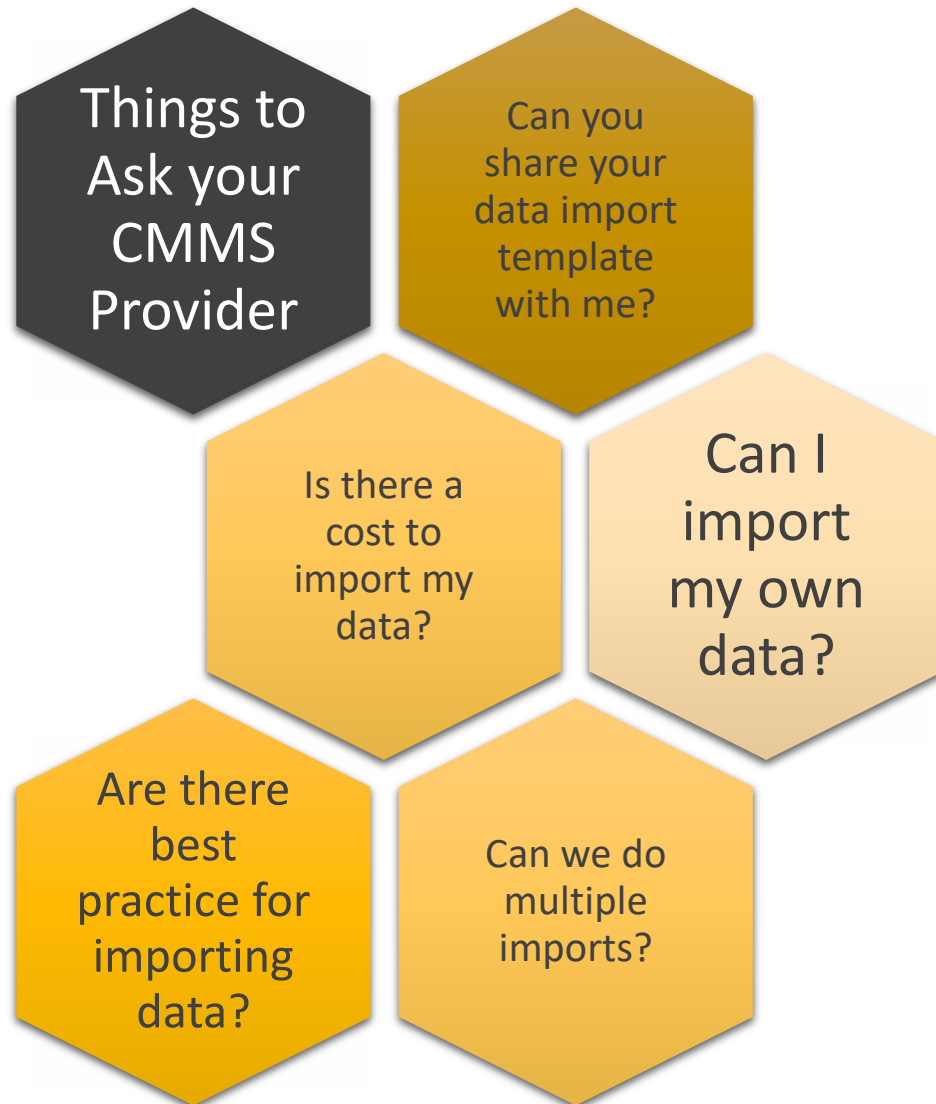 Things to
Ask your
CMMS
Provider
Can you
share your
data import
template
with me?
Is there a
cost to
import my
data?
Can I
import
my own
data?
Are there
best
practice for
importing
data?
Can we do
multiple
imports?